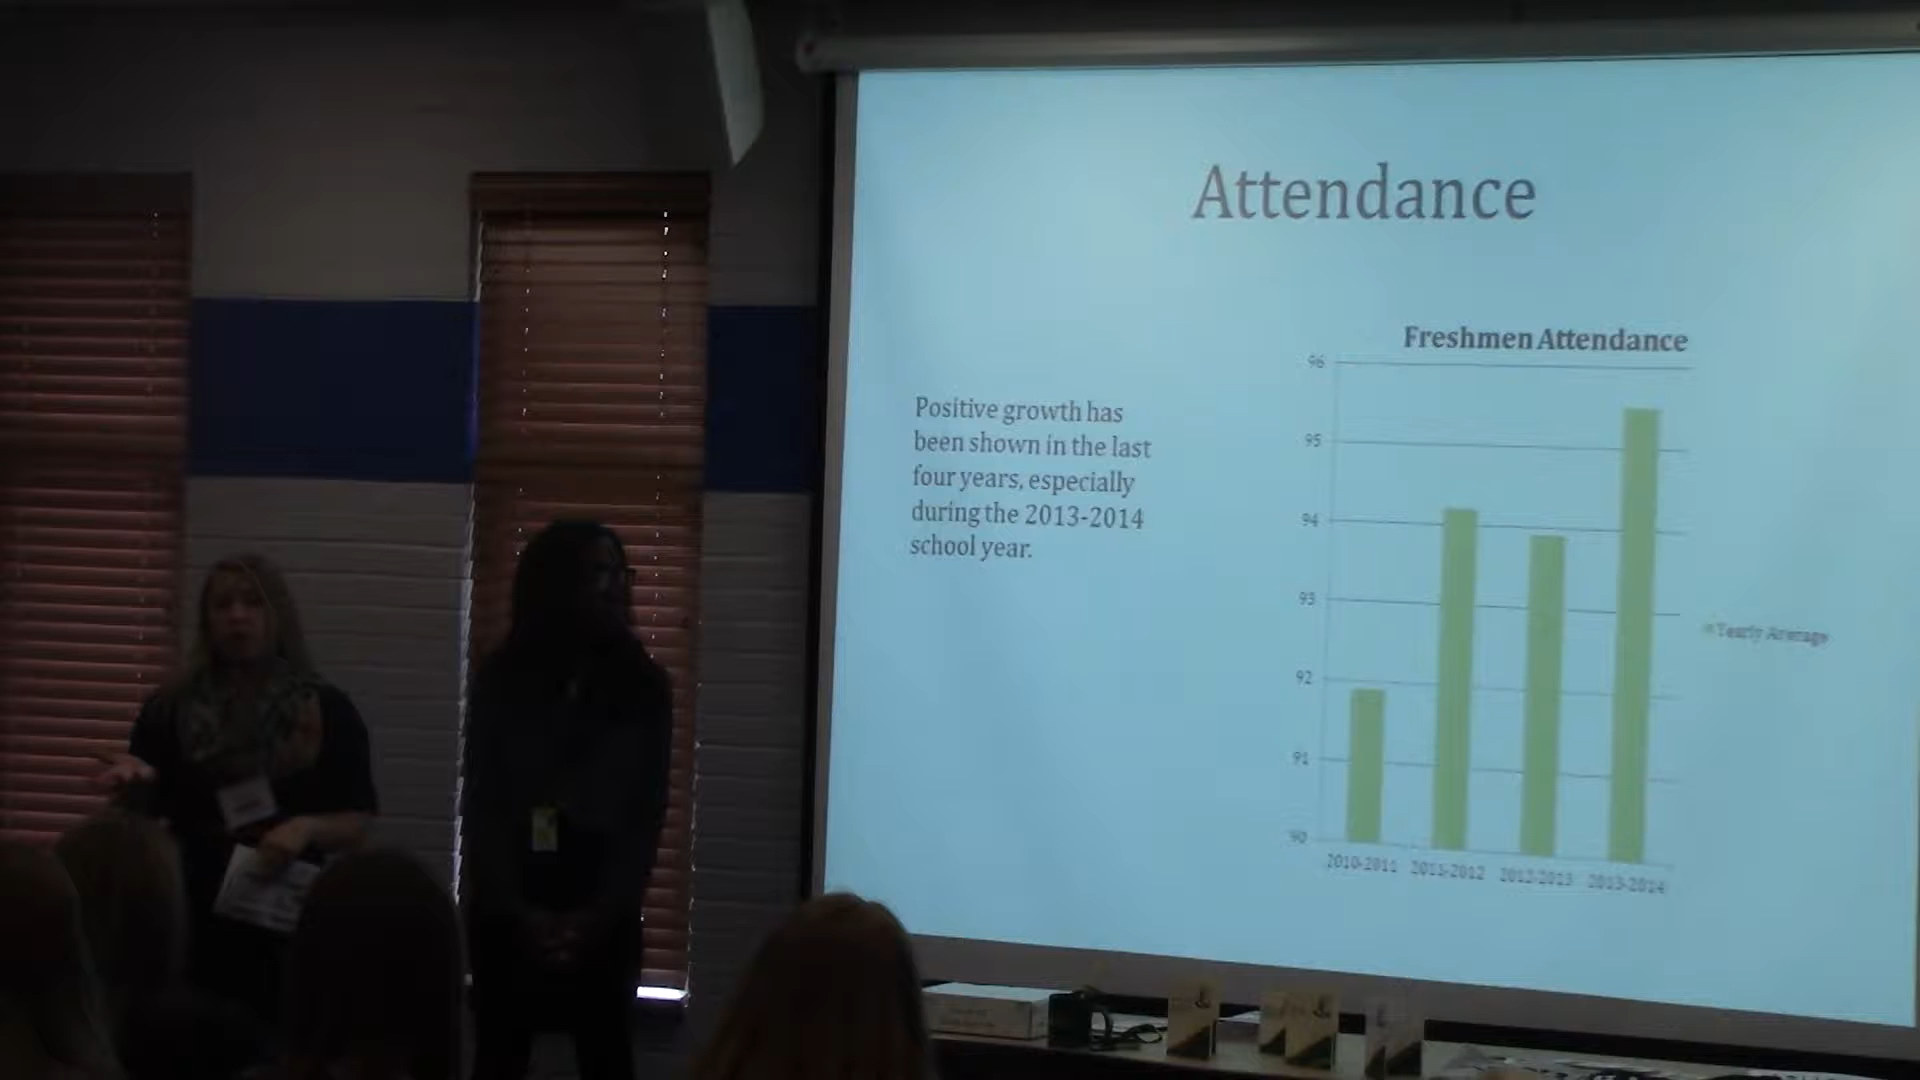 Attendance
Positive growth has
been shown in the last
four years, especially
during the 2013-2014
school year.
Freshmen Attendance
96
95
94
93
92
91
90
2010-2011 2011-2012 2012-2013 2013-2014
Yearly Average